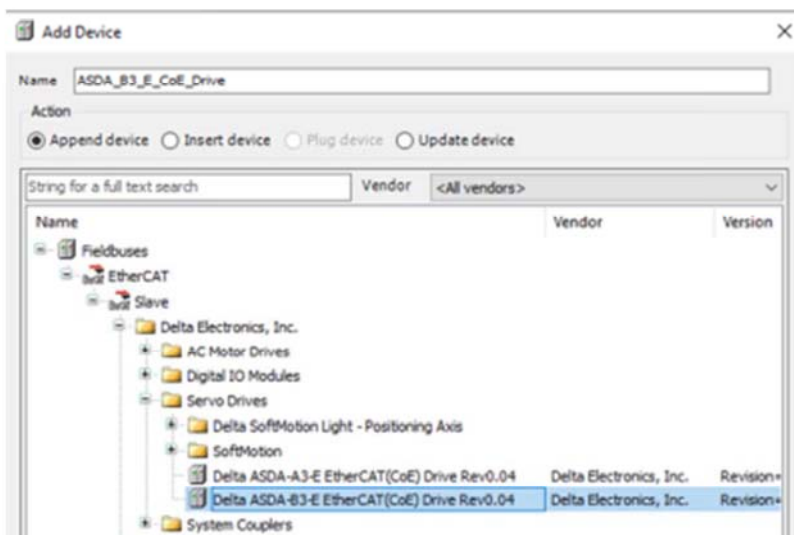 Add Device
Name ASDA_B3_E_CoE_Drive
Action
Append device Insert device Plug device Update device
String for a full text search Vendor <All vendors>
Name Vendor Version
Fieldbuses
EtherCAT
Slave
Delta Electronics, Inc.
AC Motor Drives
Digital IO Modules
Servo Drives
Delta SoftMotion Light - Positioning Axis
SoftMotion
Delta ASDA-A3-E EtherCAT(CoE) Drive Rev0.04 Delta Electronics, Inc. Revision=
Delta ASDA-B3-E EtherCAT(CoE) Drive Rev0.04 Delta Electronics, Inc. Revision=
System Couplers